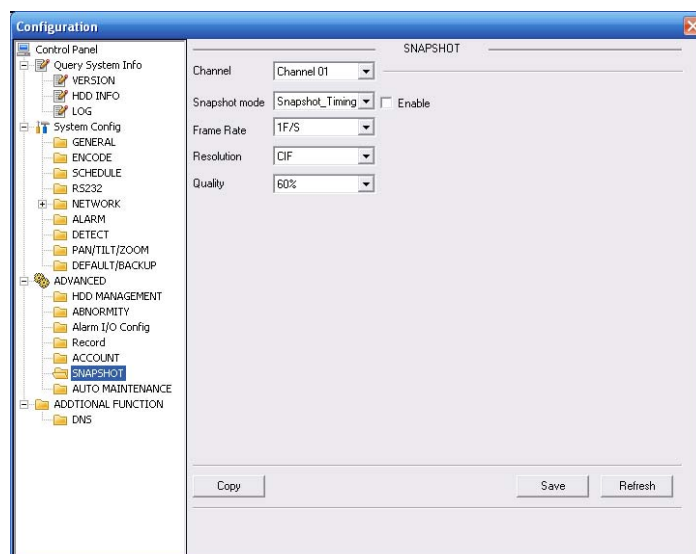 Configuration
Control Panel
Query System Info
VERSION
HDD INFO
LOG
System Config
GENERAL
ENCODE
SCHEDULE
RS232
NETWORK
ALARM
DETECT
PAN/TILT/ZOOM
DEFAULT/BACKUP
ADVANCED
HDD MANAGEMENT
ABNORMITY
Alarm I/O Config
Record
ACCOUNT
SNAPSHOT
AUTO MAINTENANCE
ADDTIONAL FUNCTION
DNS
SNAPSHOT
Channel Channel 01
Snapshot mode Snapshot_Timing Enable
Frame Rate 1F/S
Resolution CIF
Quality 60%
Copy Save Refresh